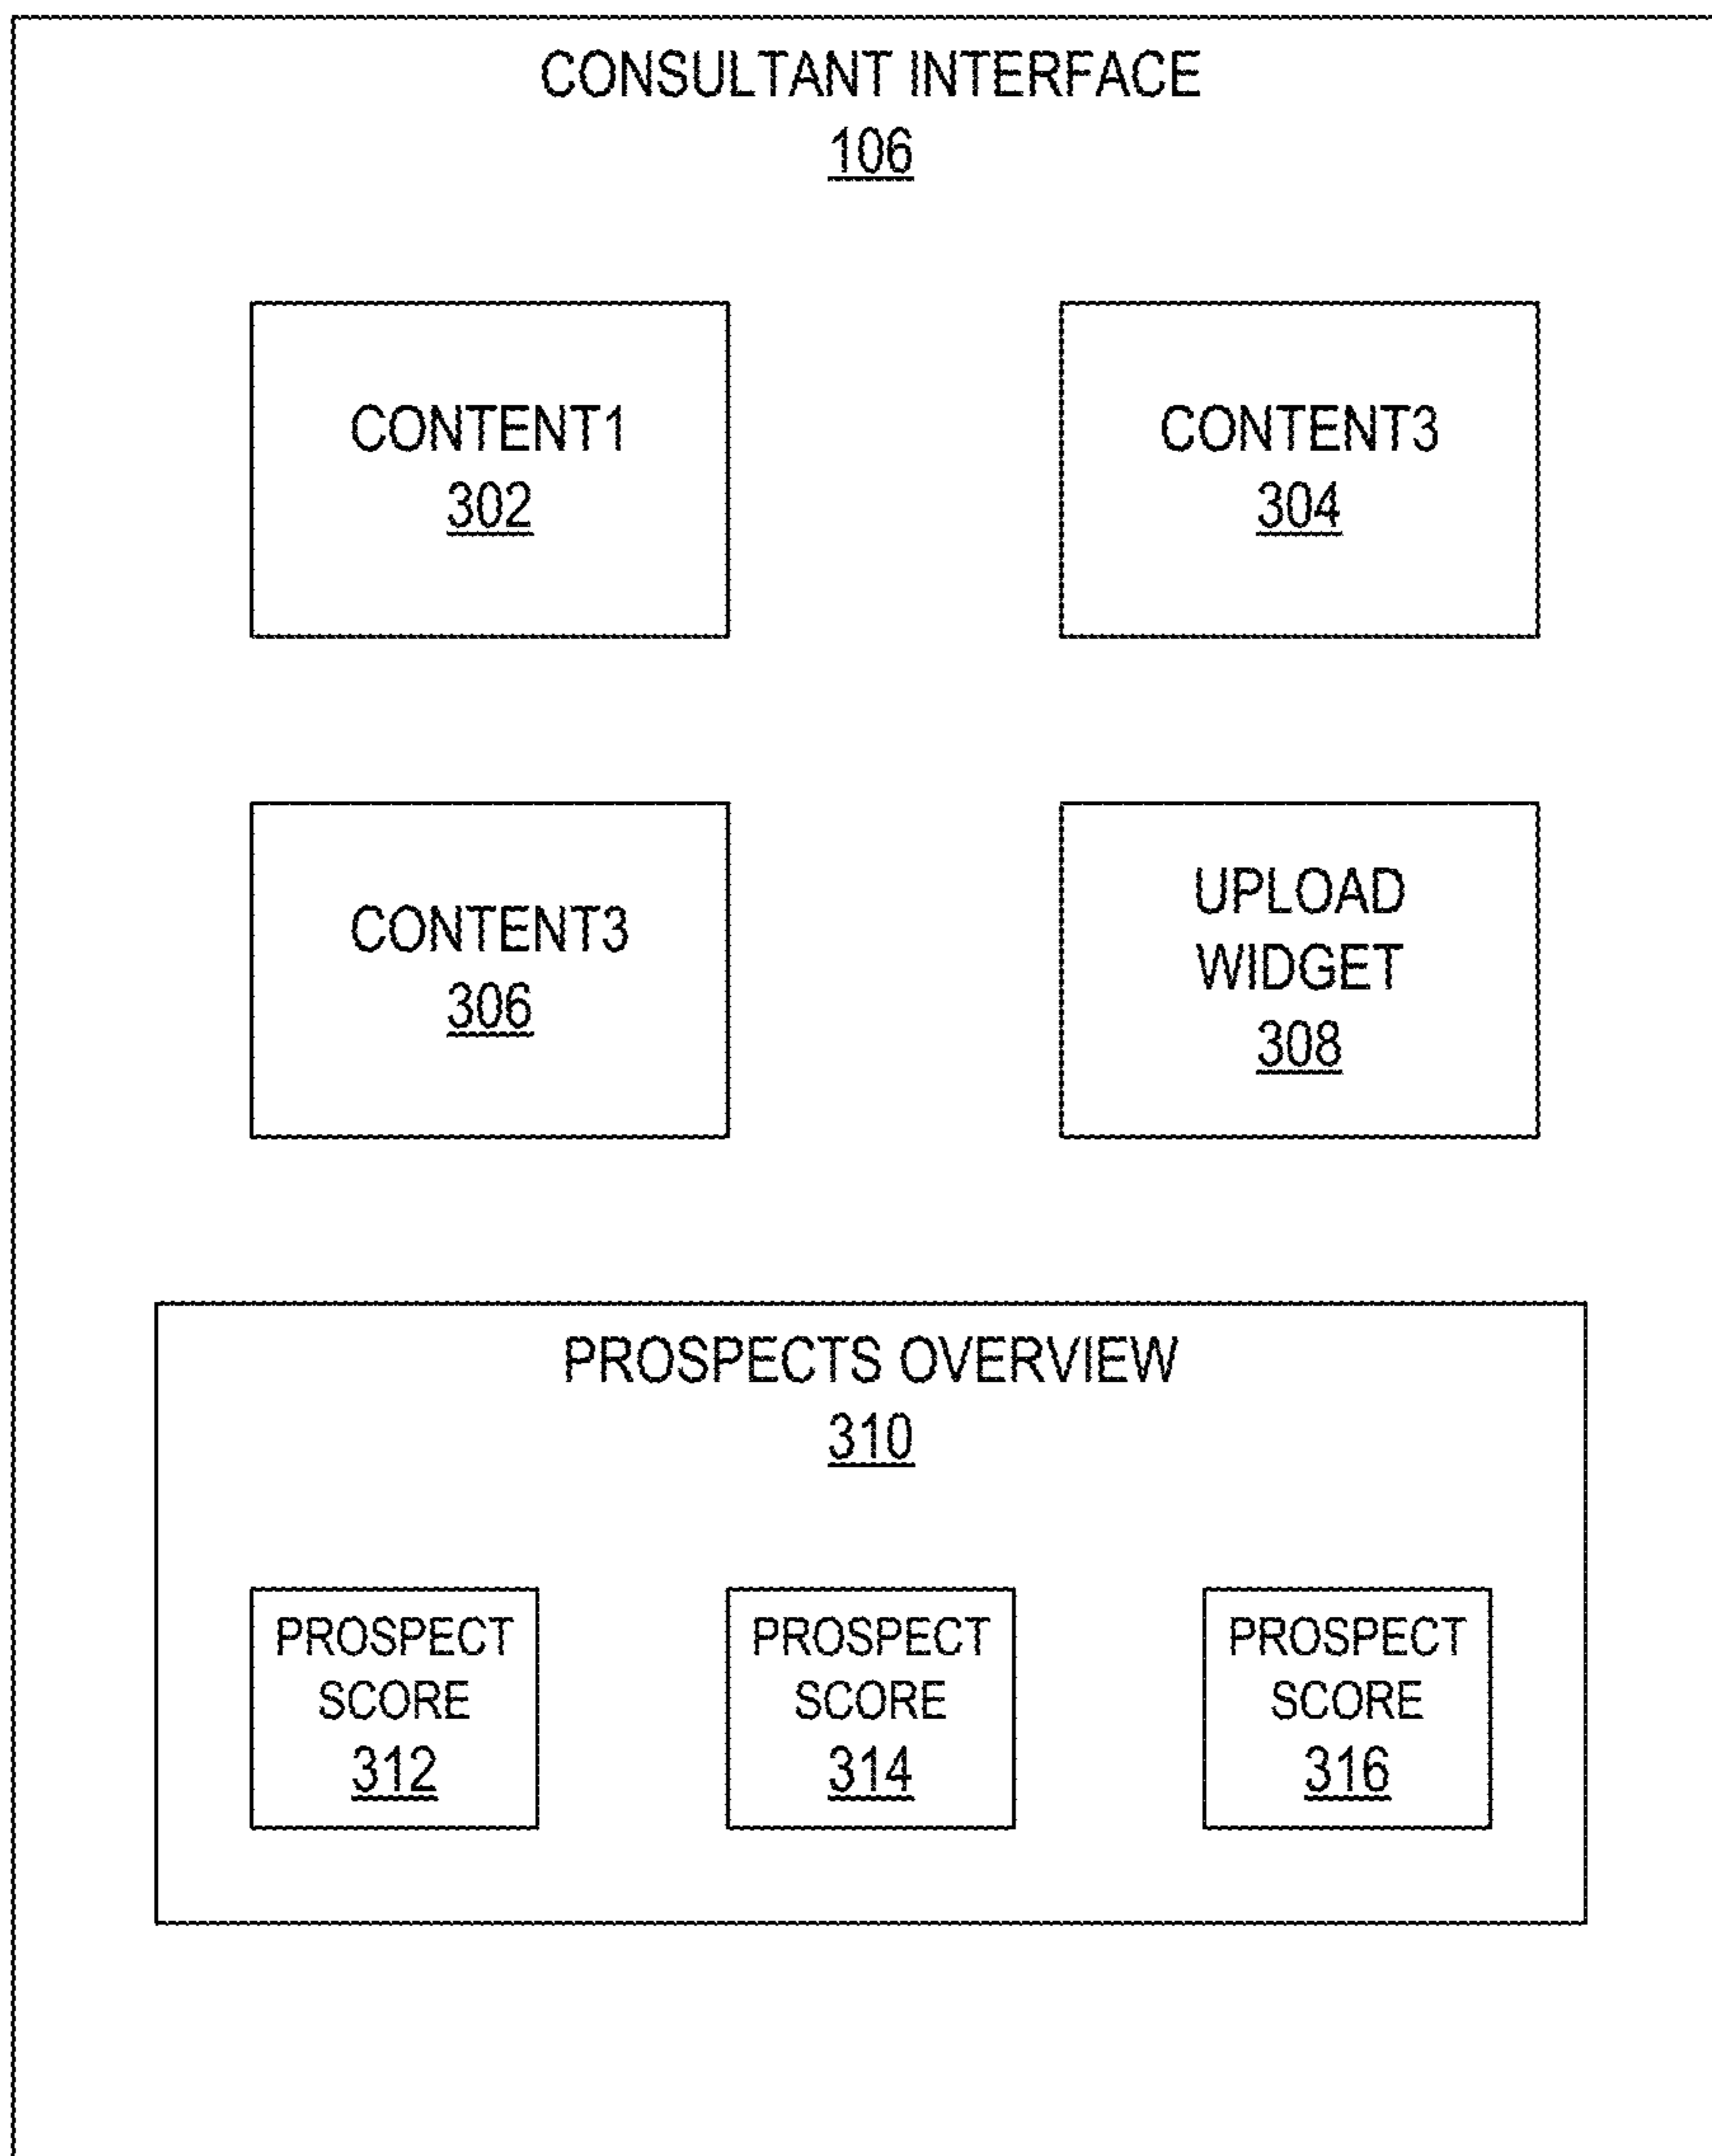 CONSULTANT INTERFACE
106
CONTENT1
302
CONTENT3
304
CONTENT3
306
UPLOAD
WIDGET
308
PROSPECTS OVERVIEW
310
PROSPECT
SCORE
312
PROSPECT
SCORE
314
PROSPECT
SCORE
316